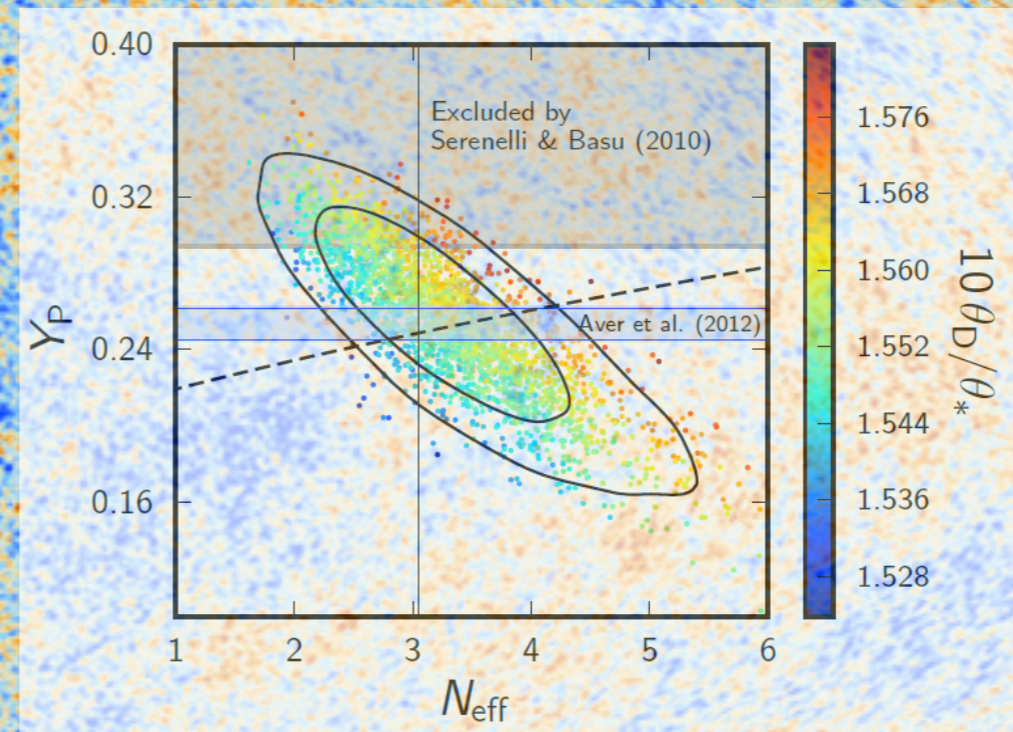 0.40
0.32
0.24
0.16
Y_P
Excluded by
Serenelli & Basu (2010)
Aver et al. (2012)
1 2 3 4 5 6
N_eff
1.576
1.568
1.560
1.552
1.544
1.536
1.528
10θ_D/θ_*